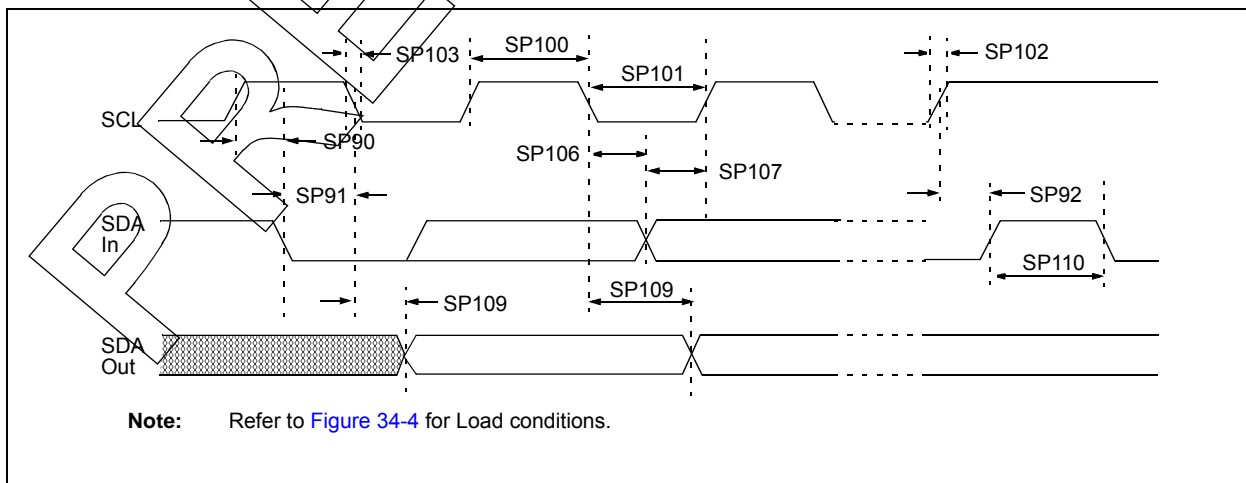 SP103
SP100
SP101
SP102
SCL
SP90
SP106
SP107
SP91
SP92
SDA
In
SP110
SP109
SP109
SDA
Out
Note: Refer to Figure 34-4 for Load conditions.